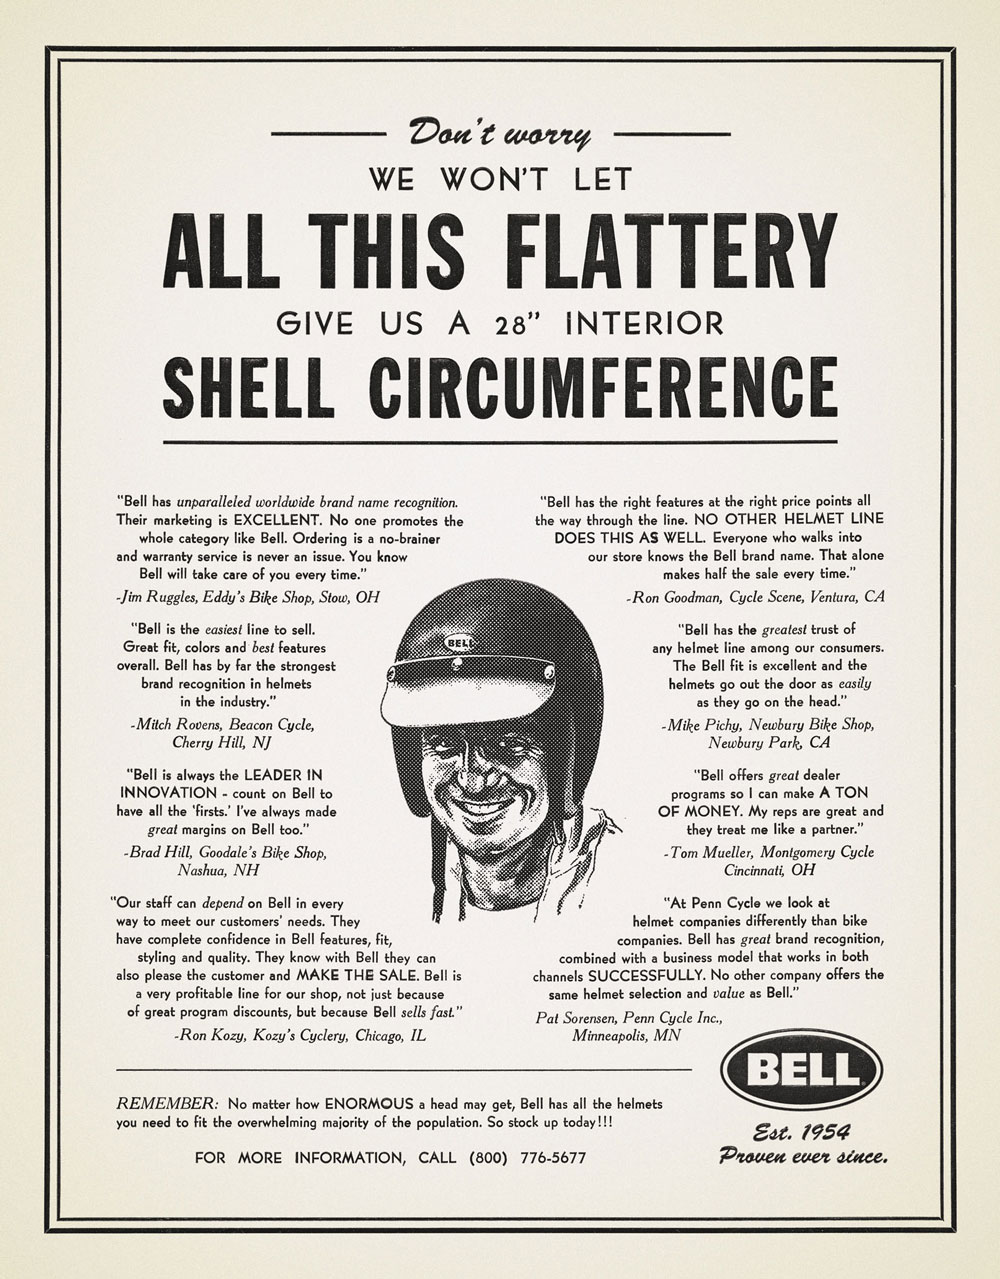 Don't worry
WE WON'T LET
ALL THIS FLATTERY
GIVE US A 28” INTERIOR
SHELL CIRCUMFERENCE
“Bell has unparalleled worldwide brand name recognition.
Their marketing is EXCELLENT. No one promotes the
whole category like Bell. Ordering is a no-brainer
and warranty service is never an issue. You know
Bell will take care of you every time.”
-Jim Ruggles, Eddy's Bike Shop, Stow, OH
“Bell is the easiest line to sell.
Great fit, colors and best features
overall. Bell has by far the strongest
brand recognition in helmets
in the industry.”
-Mitch Rovens, Beacon Cycle,
Cherry Hill, NJ
“Bell is always the LEADER IN
INNOVATION - count on Bell to
have all the 'firsts.' I've always made
great margins on Bell too.”
-Brad Hill, Goodale's Bike Shop,
Nashua, NH
“Our staff can depend on Bell in every
way to meet our customers' needs. They
have complete confidence in Bell features, fit,
styling and quality. They know with Bell they can
also please the customer and MAKE THE SALE. Bell is
a very profitable line for our shop, not just because
of great program discounts, but because Bell sells fast.”
-Ron Kozy, Kozy's Cyclery, Chicago, IL
“Bell has the right features at the right price points all
the way through the line. NO OTHER HELMET LINE
DOES THIS AS WELL. Everyone who walks into
our store knows the Bell brand name. That alone
makes half the sale every time.”
-Ron Goodman, Cycle Scene, Ventura, CA
“Bell has the greatest trust of
any helmet line among our consumers.
The Bell fit is excellent and the
helmets go out the door as easily
as they go on the head.”
-Mike Pichy, Newbury Bike Shop,
Newbury Park, CA
“Bell offers great dealer
programs so I can make A TON
OF MONEY. My reps are great and
they treat me like a partner.”
-Tom Mueller, Montgomery Cycle
Cincinnati, OH
“At Penn Cycle we look at
helmet companies differently than bike
companies. Bell has great brand recognition,
combined with a business model that works in both
channels SUCCESSFULLY. No other company offers the
same helmet selection and value as Bell.”
Pat Sorensen, Penn Cycle Inc.,
Minneapolis, MN
BELL
REMEMBER: No matter how ENORMOUS a head may get, Bell has all the helmets
you need to fit the overwhelming majority of the population. So stock up today!!!
FOR MORE INFORMATION, CALL (800) 776-5677
BELL
Est. 1954
Proven ever since.